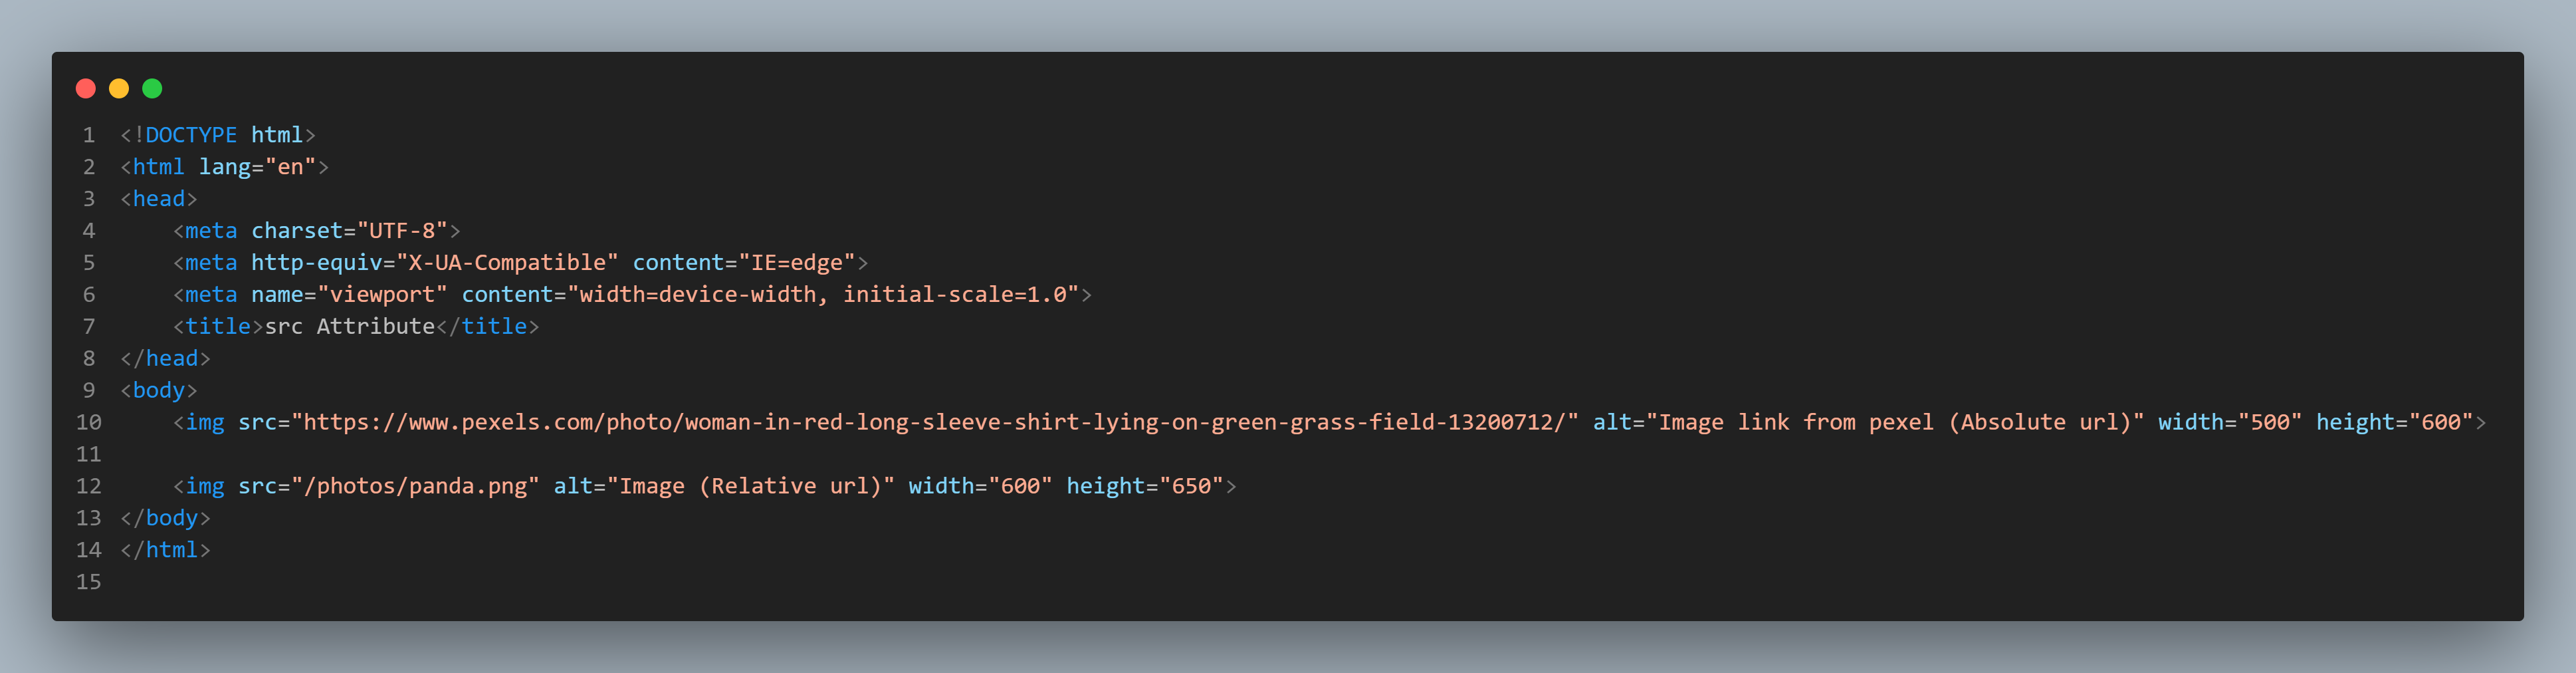 1 <!DOCTYPE html>
2 <html lang="en">
3 <head>
4     <meta charset="UTF-8">
5     <meta http-equiv="X-UA-Compatible" content="IE=edge">
6     <meta name="viewport" content="width=device-width, initial-scale=1.0">
7     <title>src Attribute</title>
8 </head>
9 <body>
10     <img src="https://www.pexels.com/photo/woman-in-red-long-sleeve-shirt-lying-on-green-grass-field-13200712/" alt="Image link from pexel (Absolute url)" width="500" height="600">
11
12     <img src="/photos/panda.png" alt="Image (Relative url)" width="600" height="650">
13 </body>
14 </html>
15